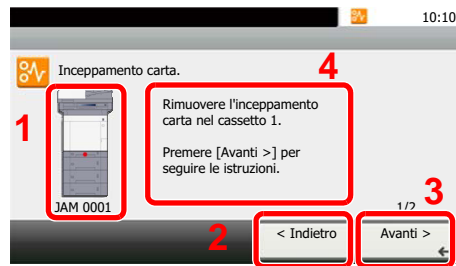 10:10
Inceppamento carta.
4
1
Rimuovere l'inceppamento
carta nel cassetto 1.
Premere [Avanti >] per
seguire le istruzioni.
JAM 0001
1/2
3
2
< Indietro
Avanti >